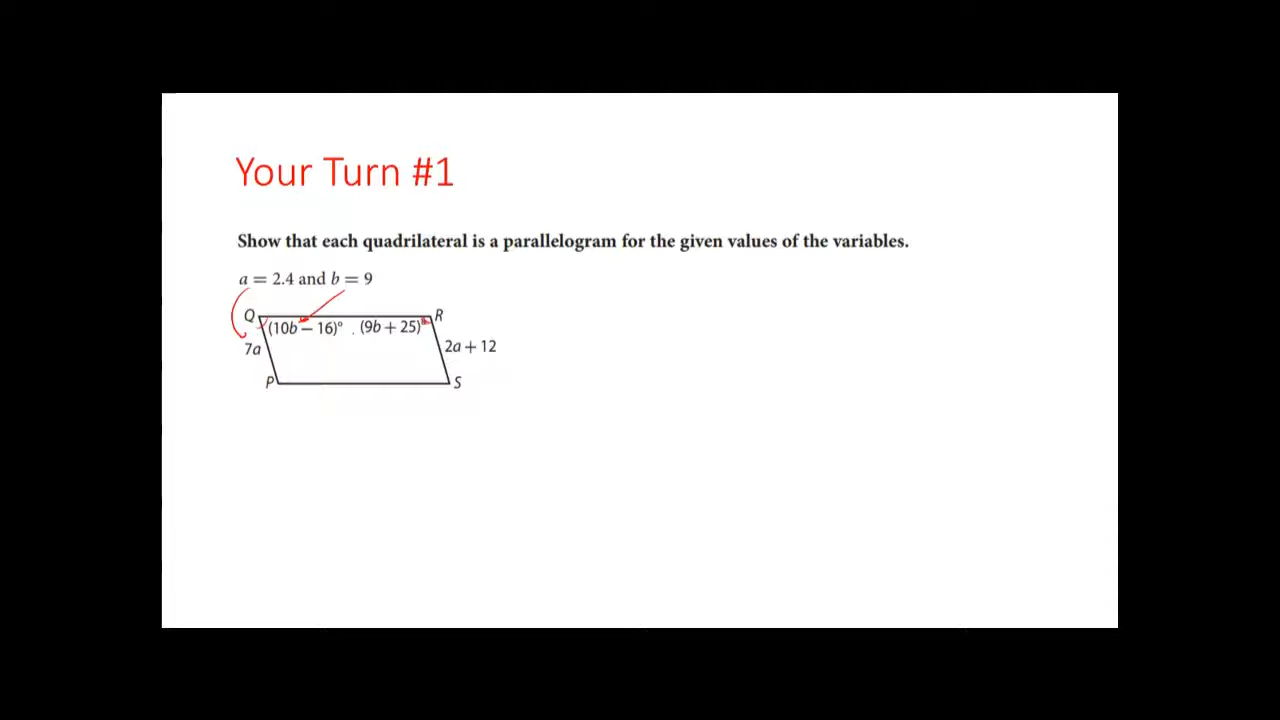 Your Turn #1
Show that each quadrilateral is a parallelogram for the given values of the variables.
a = 2.4 and b = 9
Q R
(10b – 16)° . (9b + 25)°
7a 2a + 12
P S